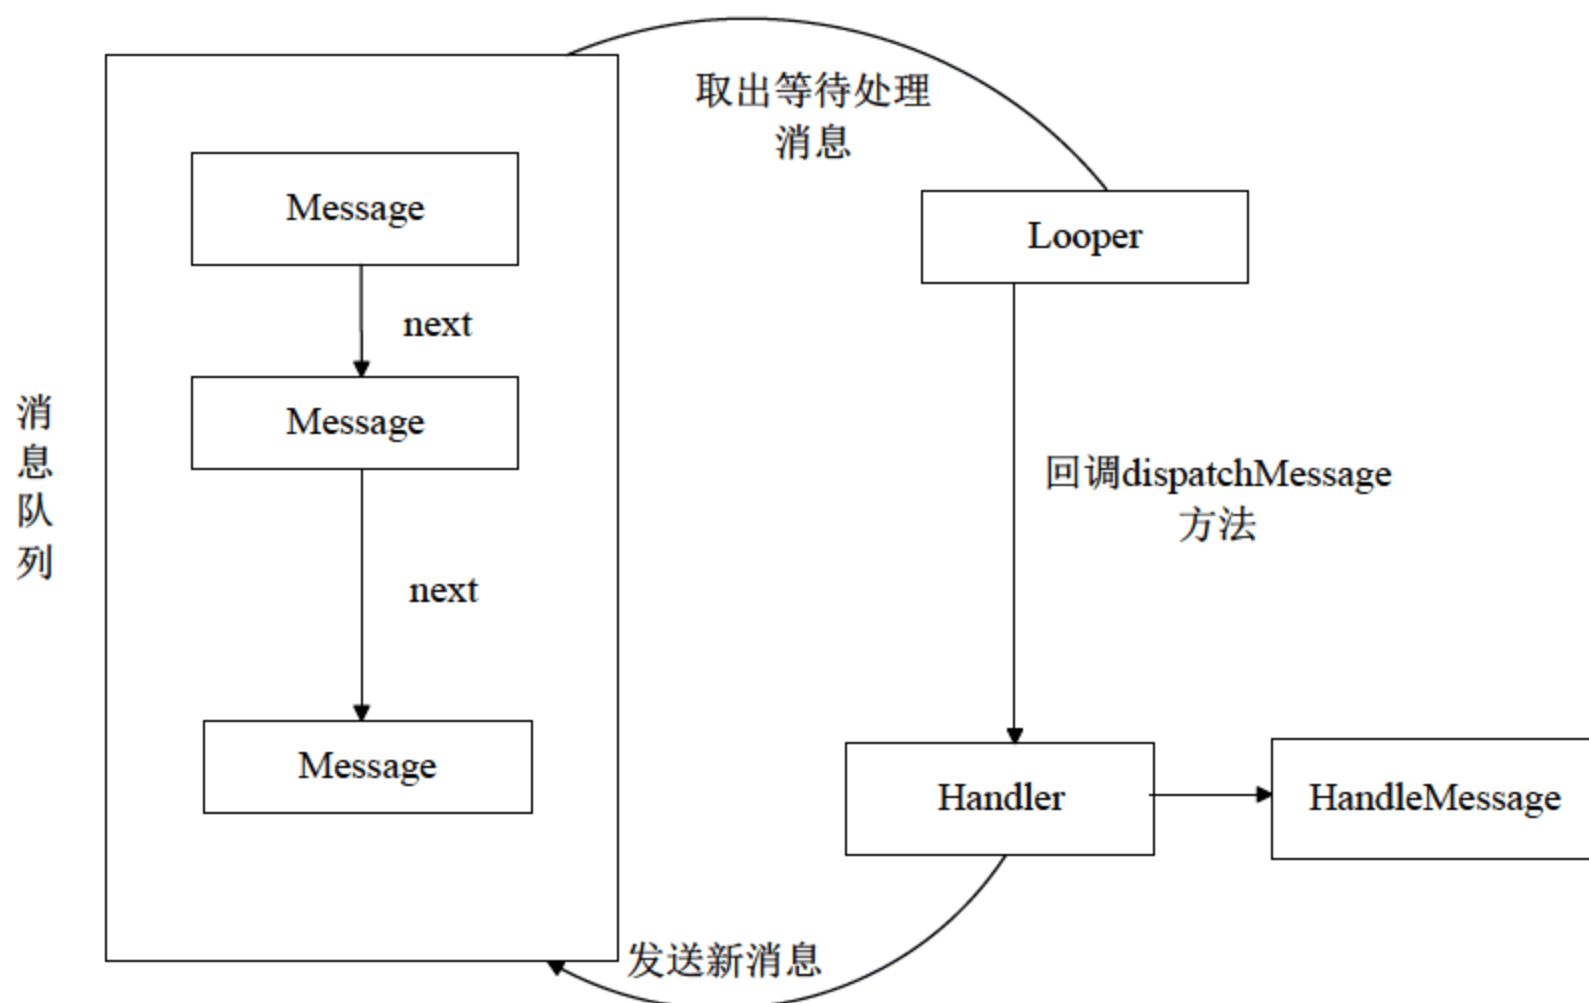 取出等待处理
消息
Message
Looper
next
消息队列
Message
回调dispatchMessage
方法
next
Message
Handler
HandleMessage
发送新消息